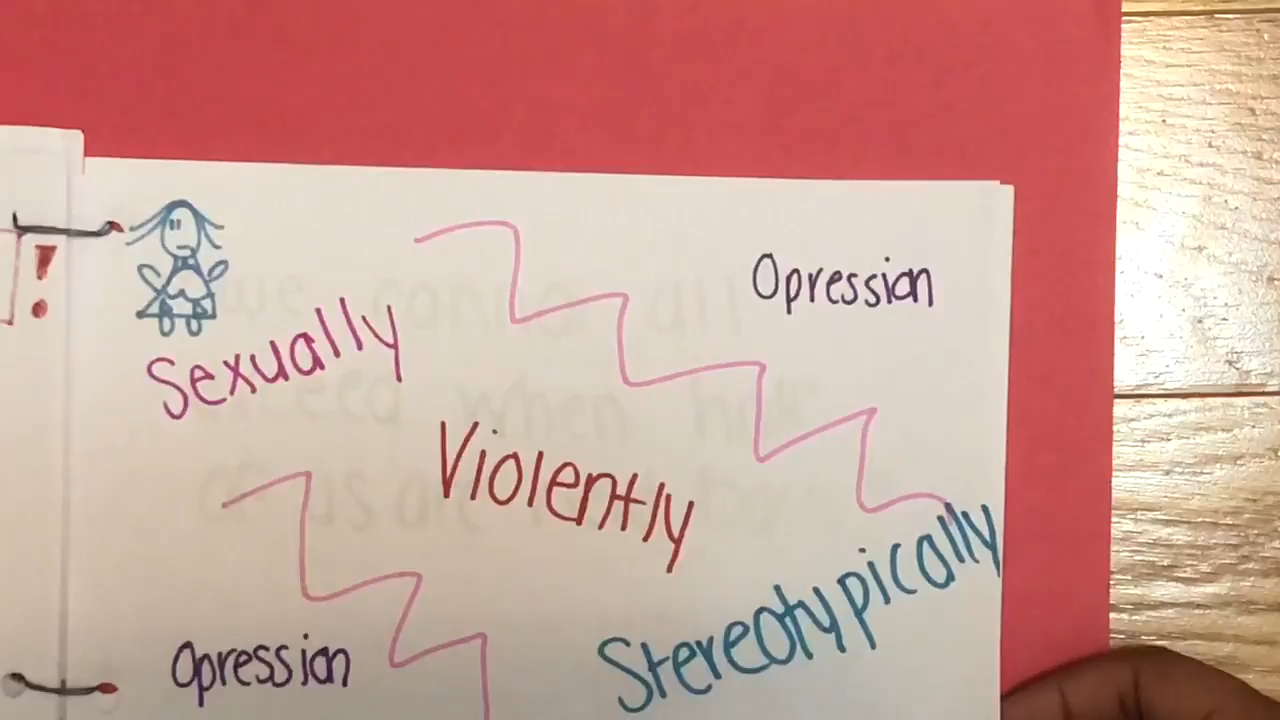 !
Opression
Sexually
Violently
Stereotypically
Opression